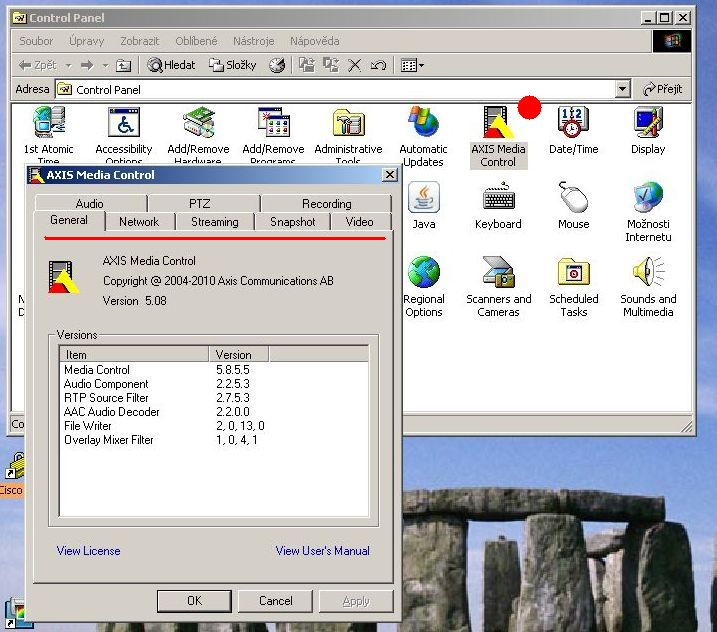 Control Panel
Soubor Úpravy Zobrazit Oblíbené Nástroje Nápověda
Zpět Hledat Složky
Adresa Control Panel Přejít
1st Atomic Time
Accessibility Options
Add/Remove Hardware
Add/Remove Programs
Administrative Tools
Automatic Updates
AXIS Media Control
Date/Time
Display
Java
Keyboard
Mouse
Možnosti Internetu
Regional Options
Scanners and Cameras
Scheduled Tasks
Sounds and Multimedia
AXIS Media Control
Audio PTZ Recording
General Network Streaming Snapshot Video
AXIS Media Control
Copyright @ 2004-2010 Axis Communications AB
Version 5.08
Versions
Item Version
Media Control 5.8.5.5
Audio Component 2.2.5.3
RTP Source Filter 2.7.5.3
AAC Audio Decoder 2.2.0.0
File Writer 2, 0, 13, 0
Overlay Mixer Filter 1, 0, 4, 1
View License View User's Manual
OK Cancel Apply
Cisco